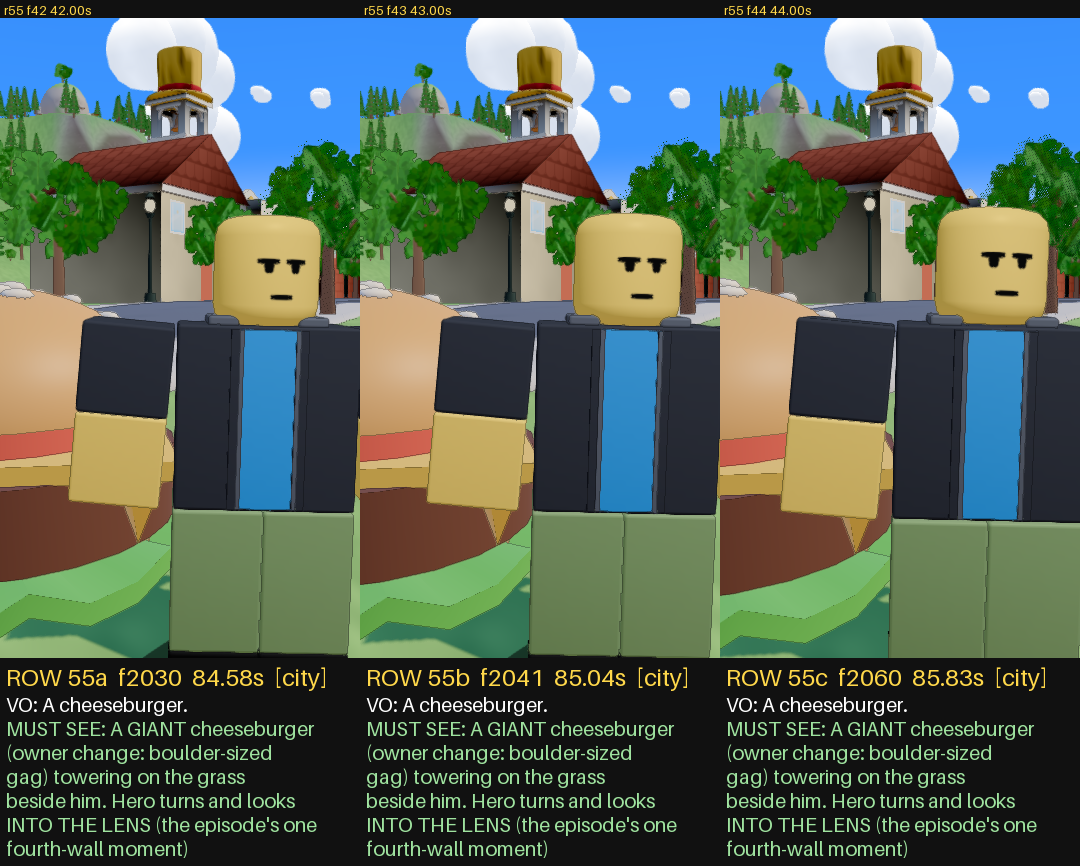 r55 f42 42.00s
r55 f43 43.00s
r55 f44 44.00s
ROW 55a f2030 84.58s [city]
VO: A cheeseburger.
MUST SEE: A GIANT cheeseburger
(owner change: boulder-sized
gag) towering on the grass
beside him. Hero turns and looks
INTO THE LENS (the episode's one
fourth-wall moment)
ROW 55b f2041 85.04s [city]
VO: A cheeseburger.
MUST SEE: A GIANT cheeseburger
(owner change: boulder-sized
gag) towering on the grass
beside him. Hero turns and looks
INTO THE LENS (the episode's one
fourth-wall moment)
ROW 55c f2060 85.83s [city]
VO: A cheeseburger.
MUST SEE: A GIANT cheeseburger
(owner change: boulder-sized
gag) towering on the grass
beside him. Hero turns and looks
INTO THE LENS (the episode's one
fourth-wall moment)